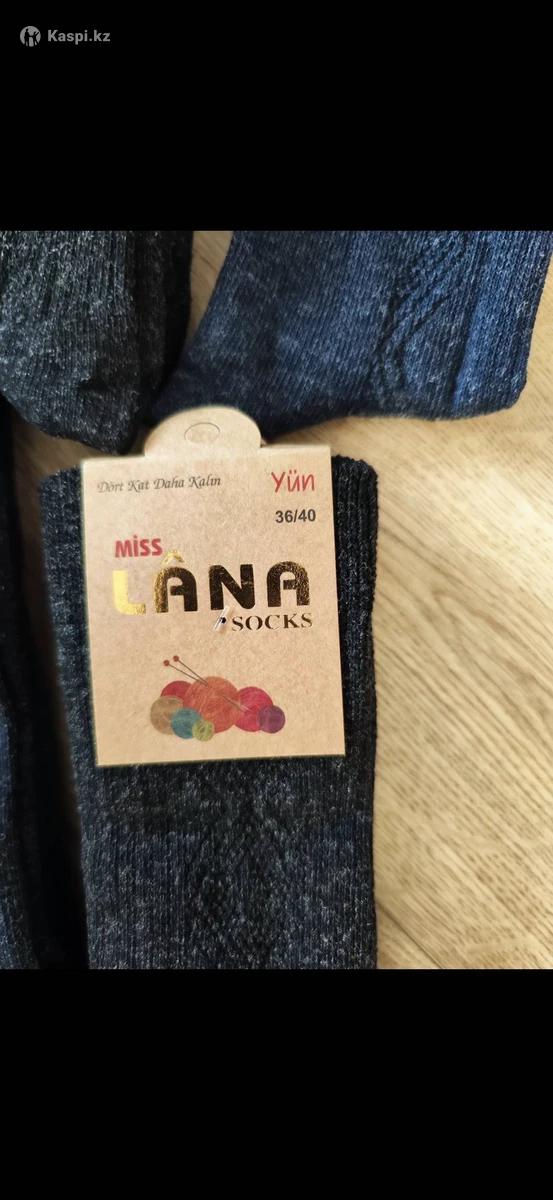 Kaspi.kz
Dört Kat Daha Kalın
Yün
36/40
Miss
LÂNA
SOCKS